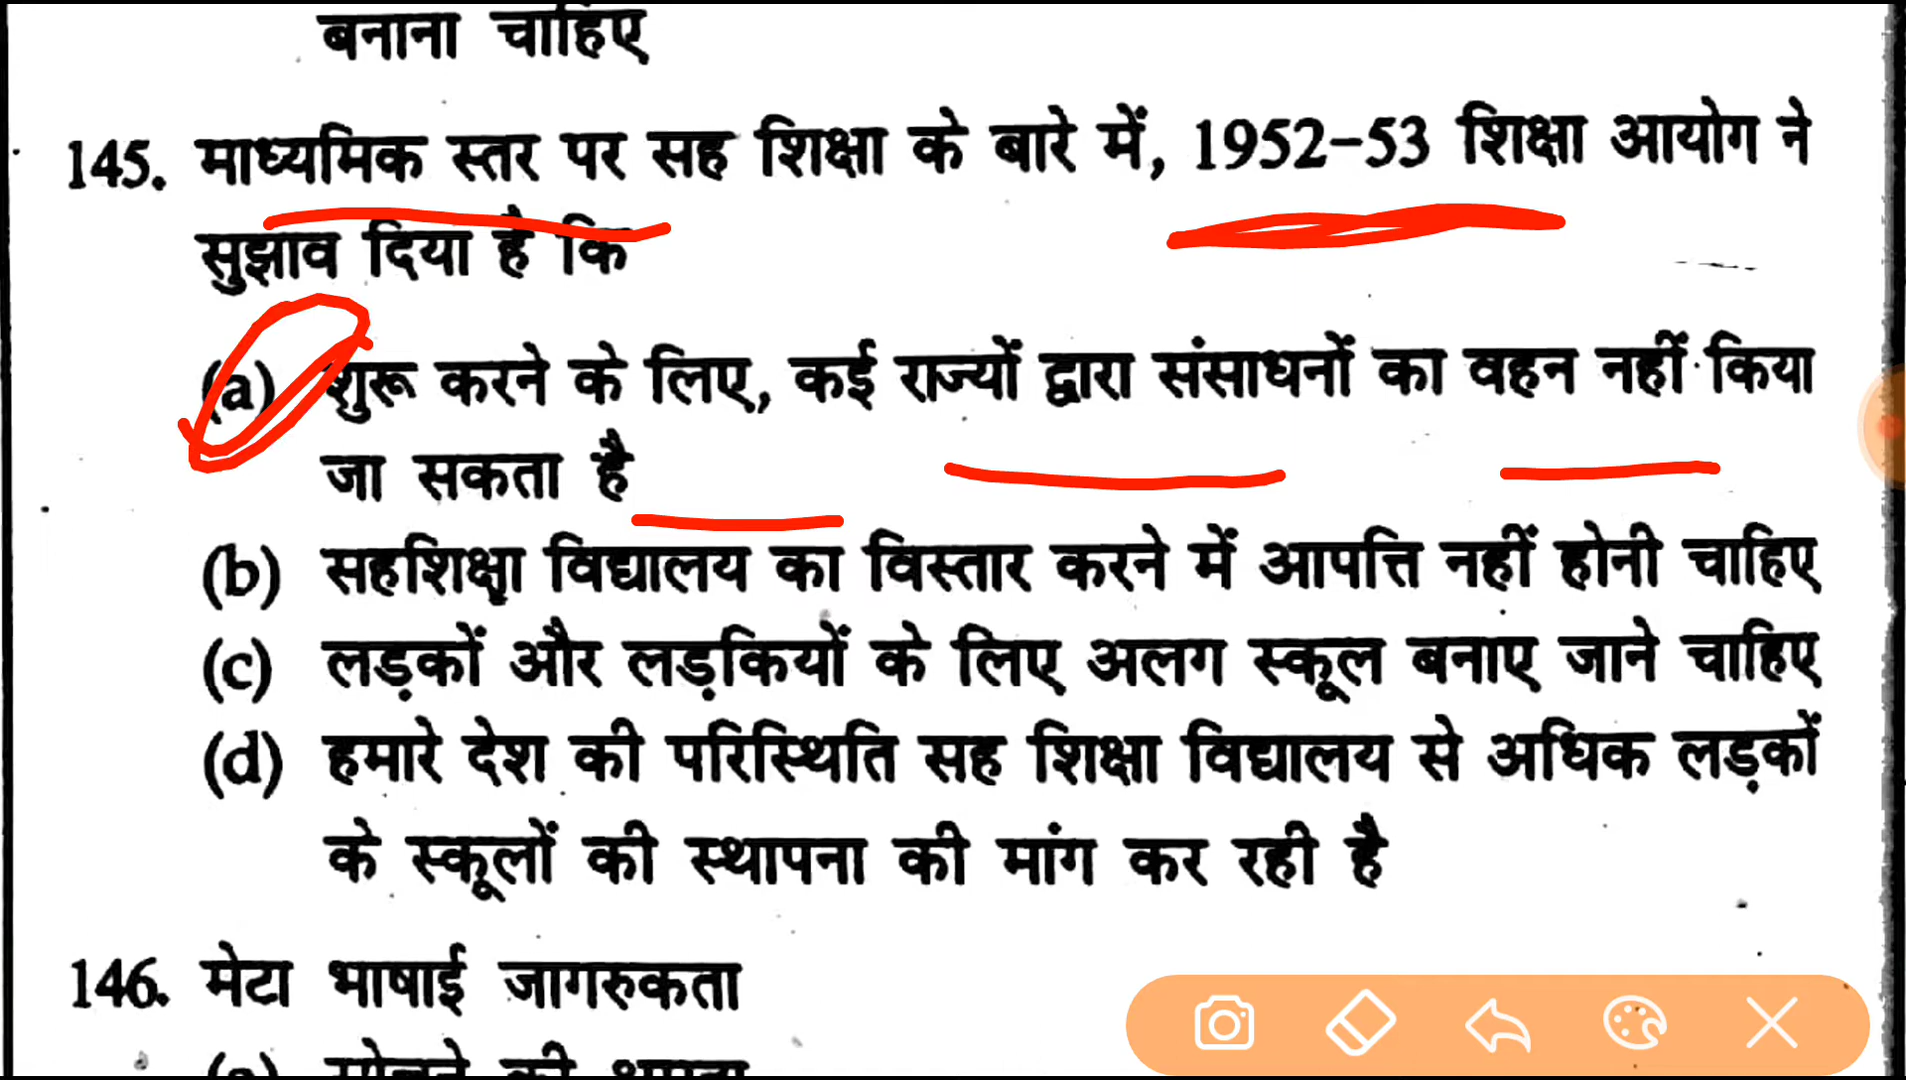 बनाना चाहिए
145. माध्यमिक स्तर पर सह शिक्षा के बारे में, 1952-53 शिक्षा आयोग ने
सुझाव दिया है कि
(a) शुरू करने के लिए, कई राज्यों द्वारा संसाधनों का वहन नहीं किया
जा सकता है
(b) सहशिक्षा विद्यालय का विस्तार करने में आपत्ति नहीं होनी चाहिए
(c) लड़कों और लड़कियों के लिए अलग स्कूल बनाए जाने चाहिए
(d) हमारे देश की परिस्थिति सह शिक्षा विद्यालय से अधिक लड़कों
के स्कूलों की स्थापना की मांग कर रही है
146. मेटा भाषाई जागरुकता